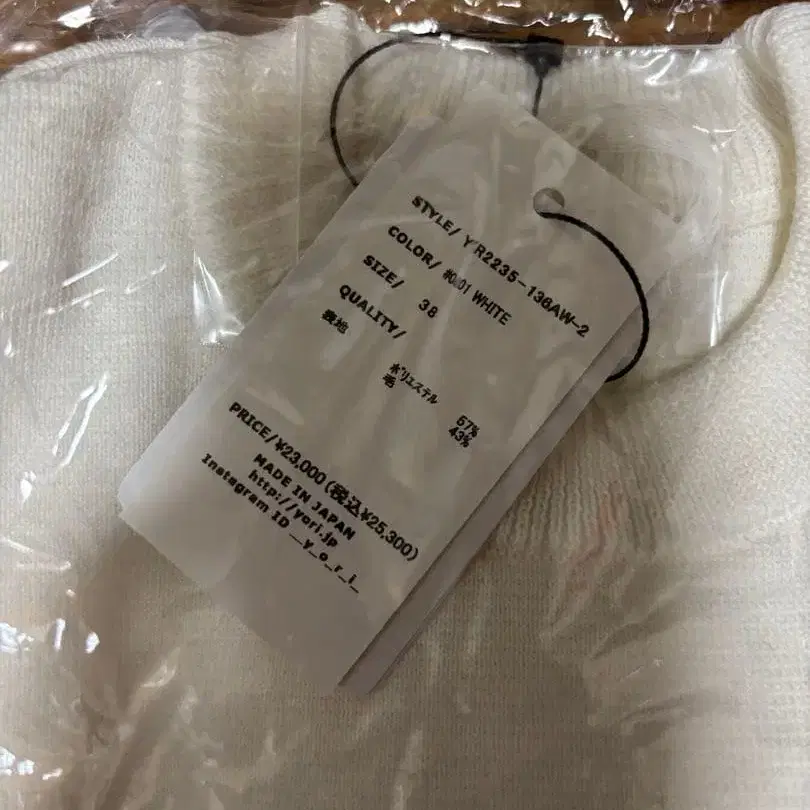 STYLE/ YR2235-138AW-2
COLOR/ #001 WHITE
SIZE/ 38
QUALITY/
表地
ポリエステル 57%
毛 43%
PRICE/¥23,000(税込¥25,300)
MADE IN JAPAN
http://yori.jp
Instagram ID __y_o_r_i_